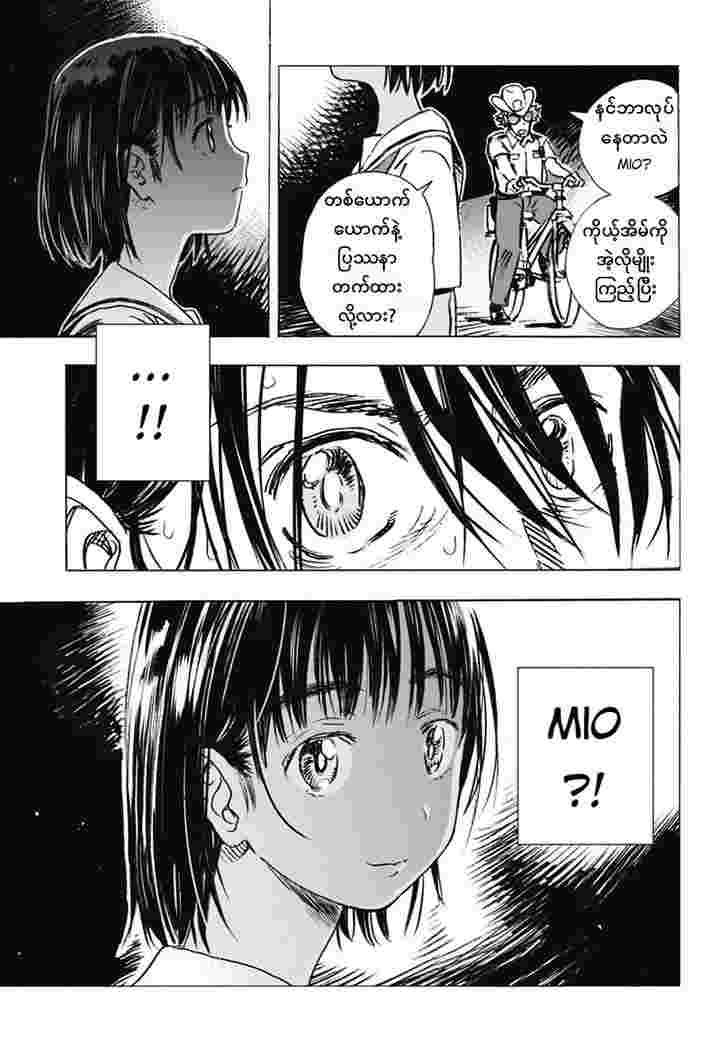 နင်ဘာလုပ်
နေတာလဲ
MIO?
ကိုယ့်အိမ်ကို
အဲ့လိုမျိုး
ကြည့်ပြီး
တစ်ယောက်
ယောက်နဲ့
ပြဿနာ
တက်ထား
လို့လား?
...
!!
MIO
?!